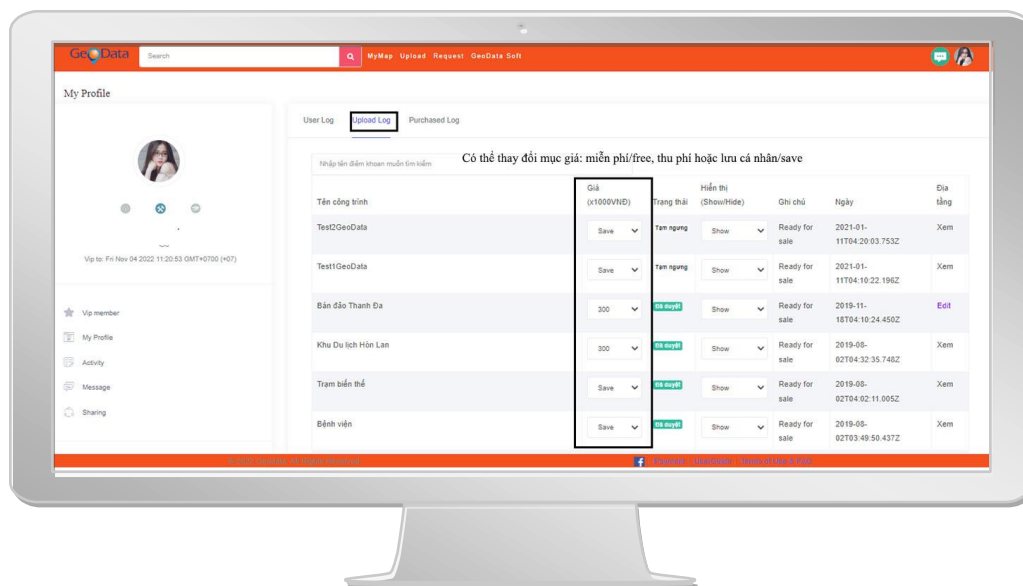 GeoData
Search
MyMap Upload Request GeoData Soft
My Profile
User Log Upload Log Purchased Log
Nhập tên điểm khoan muốn tìm kiếm
Có thể thay đổi mục giá: miễn phí/free, thu phí hoặc lưu cá nhân/save
Tên công trình Giá (x1000VNĐ) Trạng thái Hiển thị (Show/Hide) Ghi chú Ngày Địa tầng
Test2GeoData Save Tạm ngưng Show Ready for sale 2021-01-11T04:20:03.753Z Xem
Test1GeoData Save Tạm ngưng Show Ready for sale 2021-01-11T04:10:22.196Z Xem
Bán đảo Thanh Đa 300 Đã duyệt Show Ready for sale 2019-11-18T04:10:24.450Z Edit
Khu Du lịch Hòn Lan 300 Đã duyệt Show Ready for sale 2019-08-02T04:32:35.748Z Xem
Trạm biến thế Save Đã duyệt Show Ready for sale 2019-08-02T04:02:11.005Z Xem
Bệnh viện Save Đã duyệt Show Ready for sale 2019-08-02T03:49:50.437Z Xem
Vip to: Fri Nov 04 2022 11:20:53 GMT+0700 (+07)
Vip member
My Profile
Activity
Message
Sharing